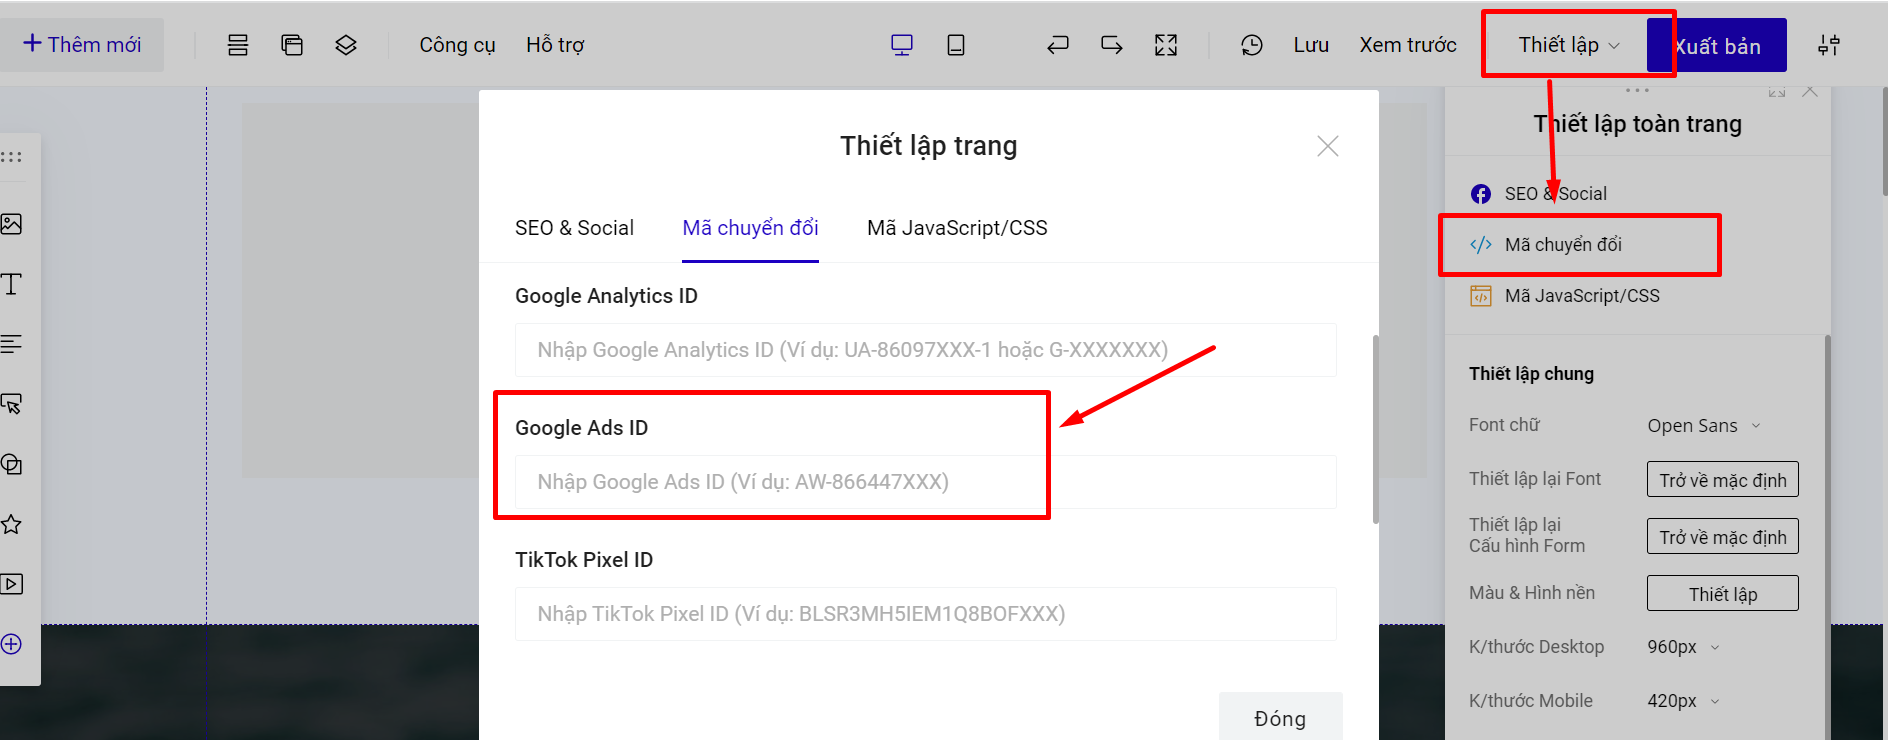 Thêm mới
Công cụ
Hỗ trợ
Lưu
Xem trước
Thiết lập
Xuất bản
Thiết lập trang
SEO & Social
Mã chuyển đổi
Mã JavaScript/CSS
Google Analytics ID
Nhập Google Analytics ID (Ví dụ: UA-86097XXX-1 hoặc G-XXXXXXX)
Google Ads ID
Nhập Google Ads ID (Ví dụ: AW-866447XXX)
TikTok Pixel ID
Nhập TikTok Pixel ID (Ví dụ: BLSR3MH5IEM1Q8BOFXXX)
Đóng
Thiết lập toàn trang
SEO & Social
Mã chuyển đổi
Mã JavaScript/CSS
Thiết lập chung
Font chữ
Open Sans
Thiết lập lại Font
Trở về mặc định
Thiết lập lại
Cấu hình Form
Trở về mặc định
Màu & Hình nền
Thiết lập
K/thước Desktop
960px
K/thước Mobile
420px